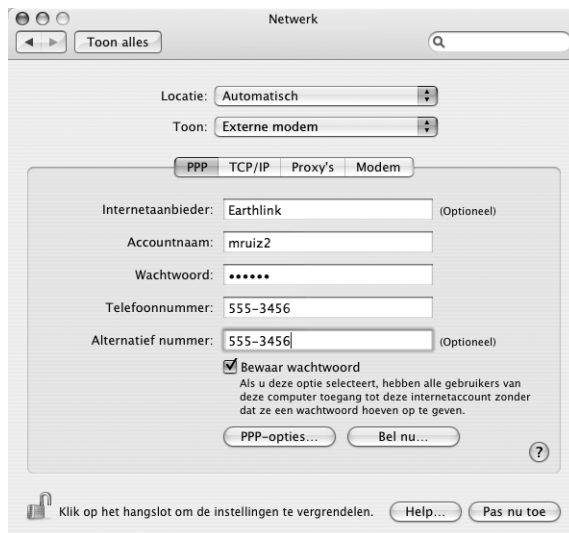 Netwerk
Toon alles
Locatie: Automatisch
Toon: Externe modem
PPP TCP/IP Proxy's Modem
Internetaanbieder: Earthlink (Optioneel)
Accountnaam: mruiz2
Wachtwoord: ••••••
Telefoonnummer: 555-3456
Alternatief nummer: 555-3456 (Optioneel)
Bewaar wachtwoord
Als u deze optie selecteert, hebben alle gebruikers van
deze computer toegang tot deze internetaccount zonder
dat ze een wachtwoord hoeven op te geven.
PPP-opties... Bel nu...
?
Klik op het hangslot om de instellingen te vergrendelen. Help... Pas nu toe